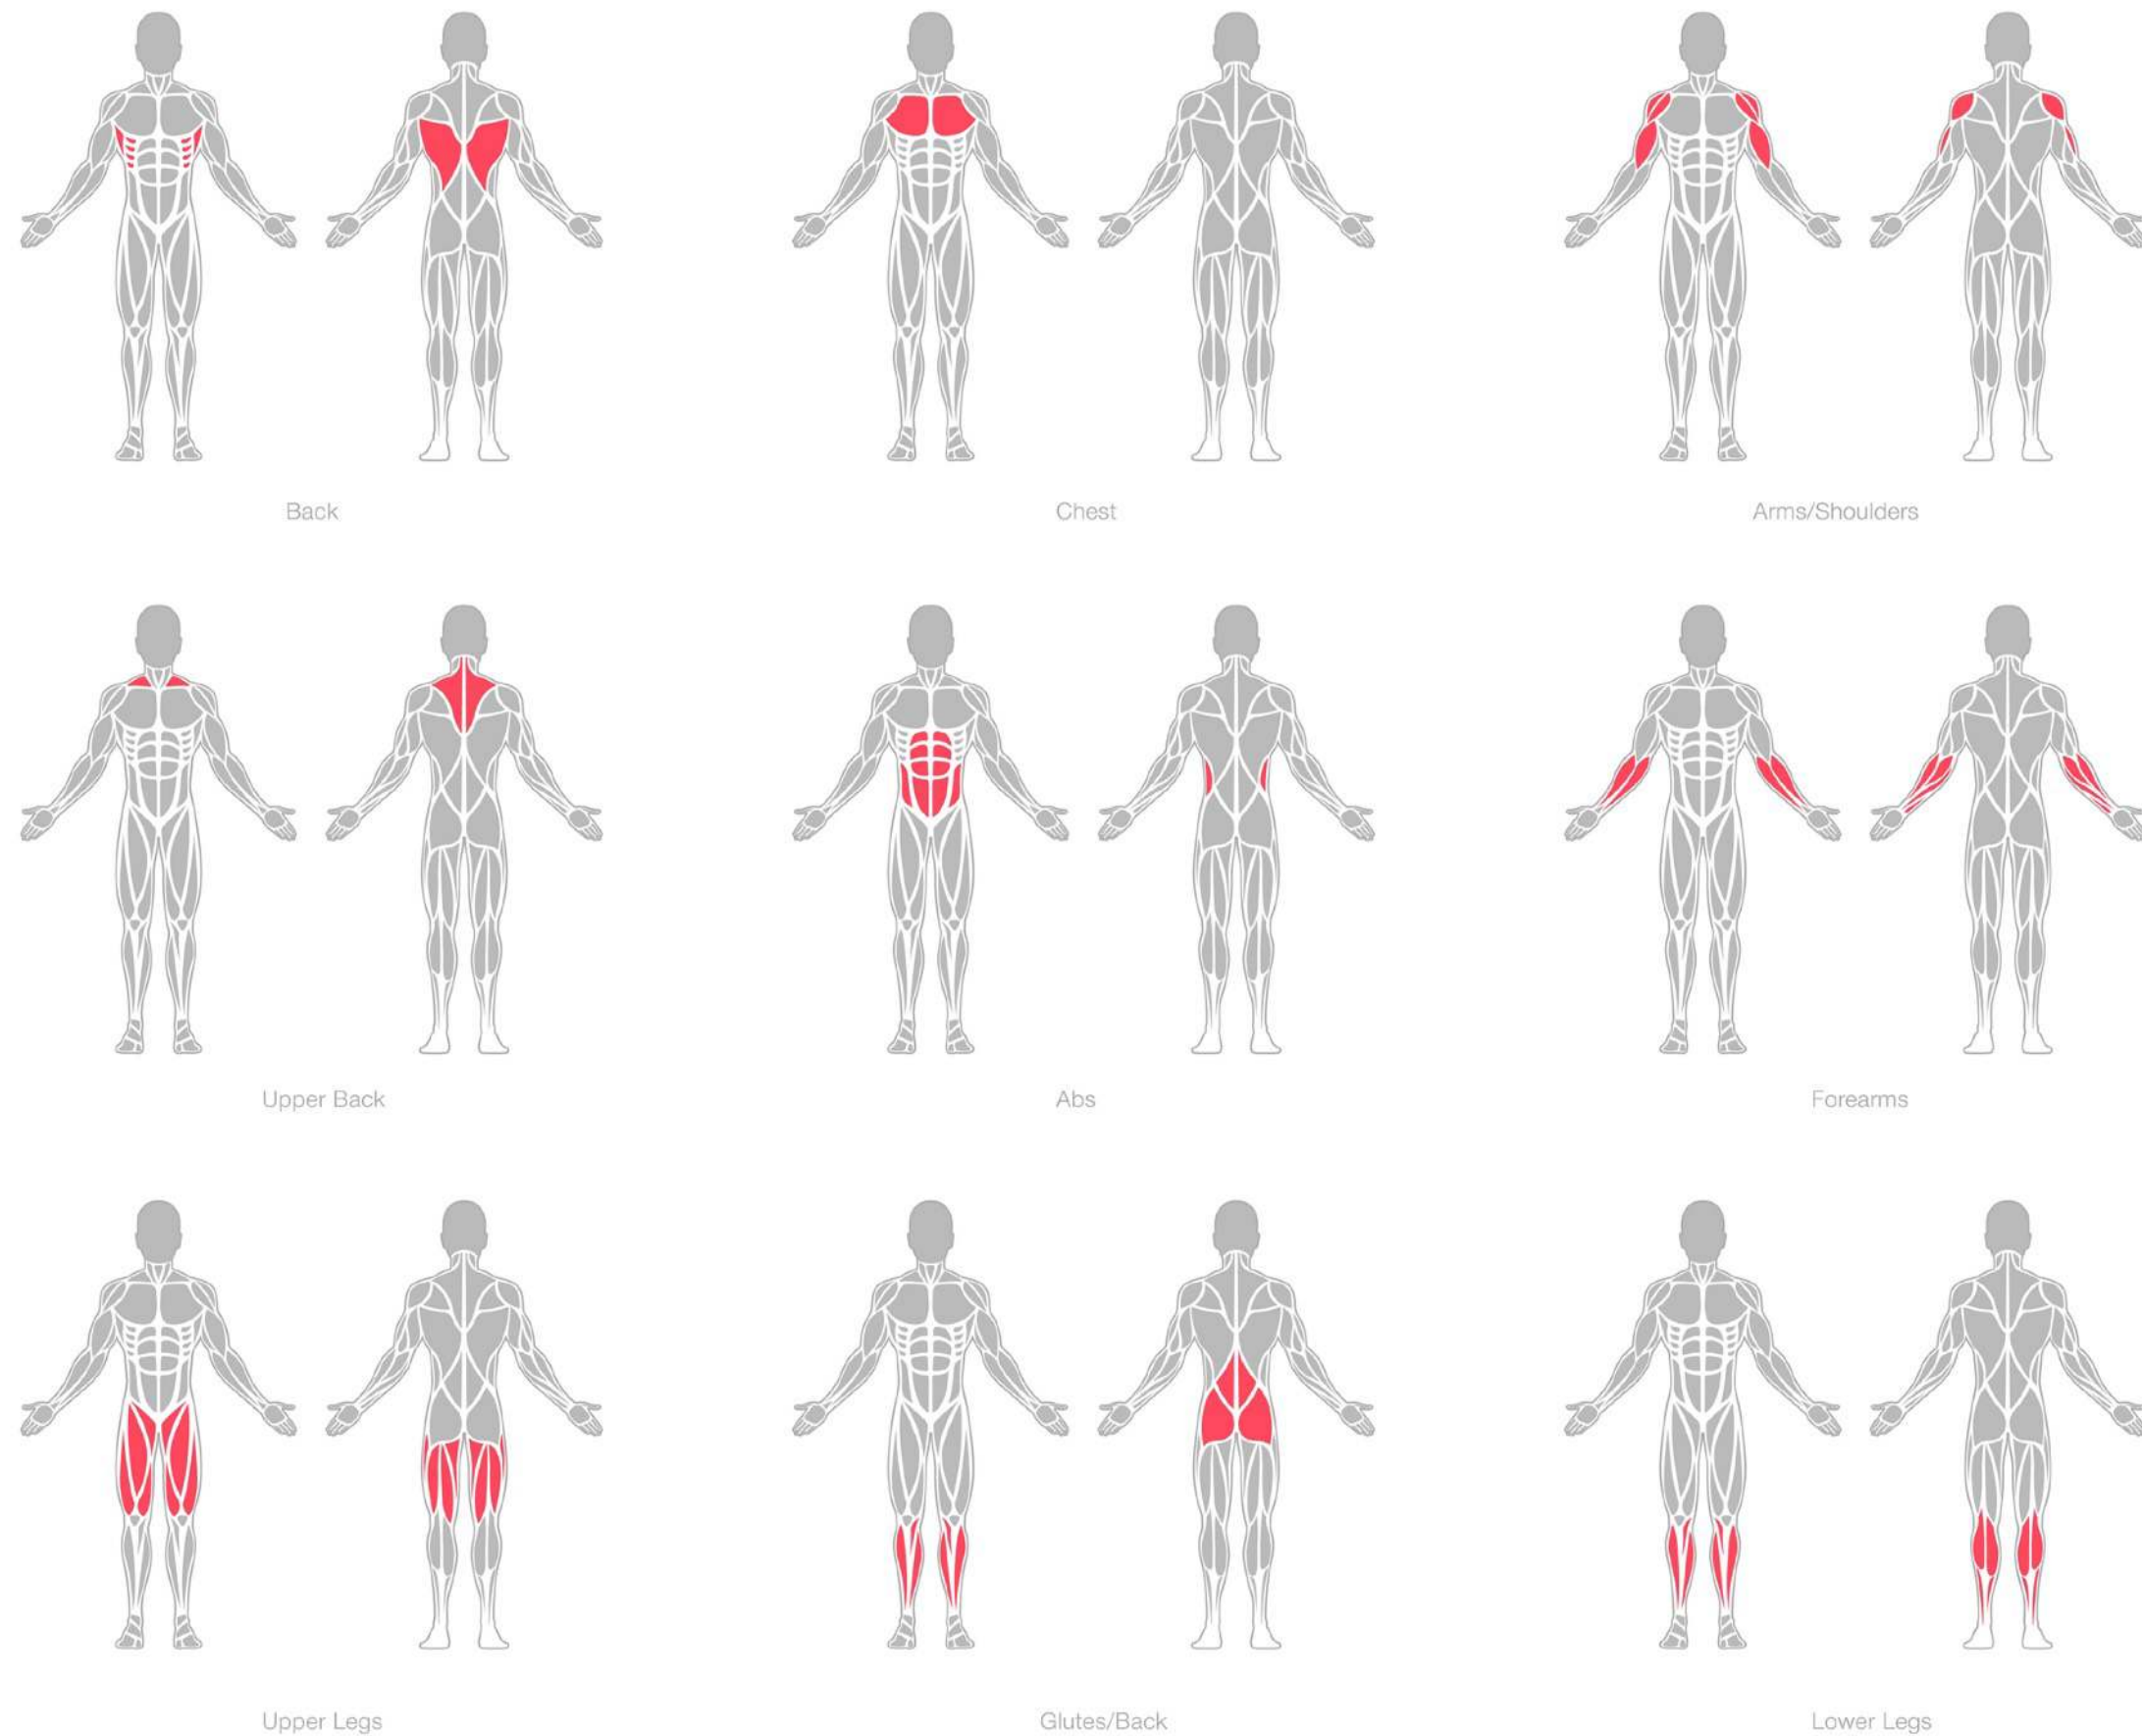 Back
Chest
Arms/Shoulders
Upper Back
Abs
Forearms
Upper Legs
Glutes/Back
Lower Legs